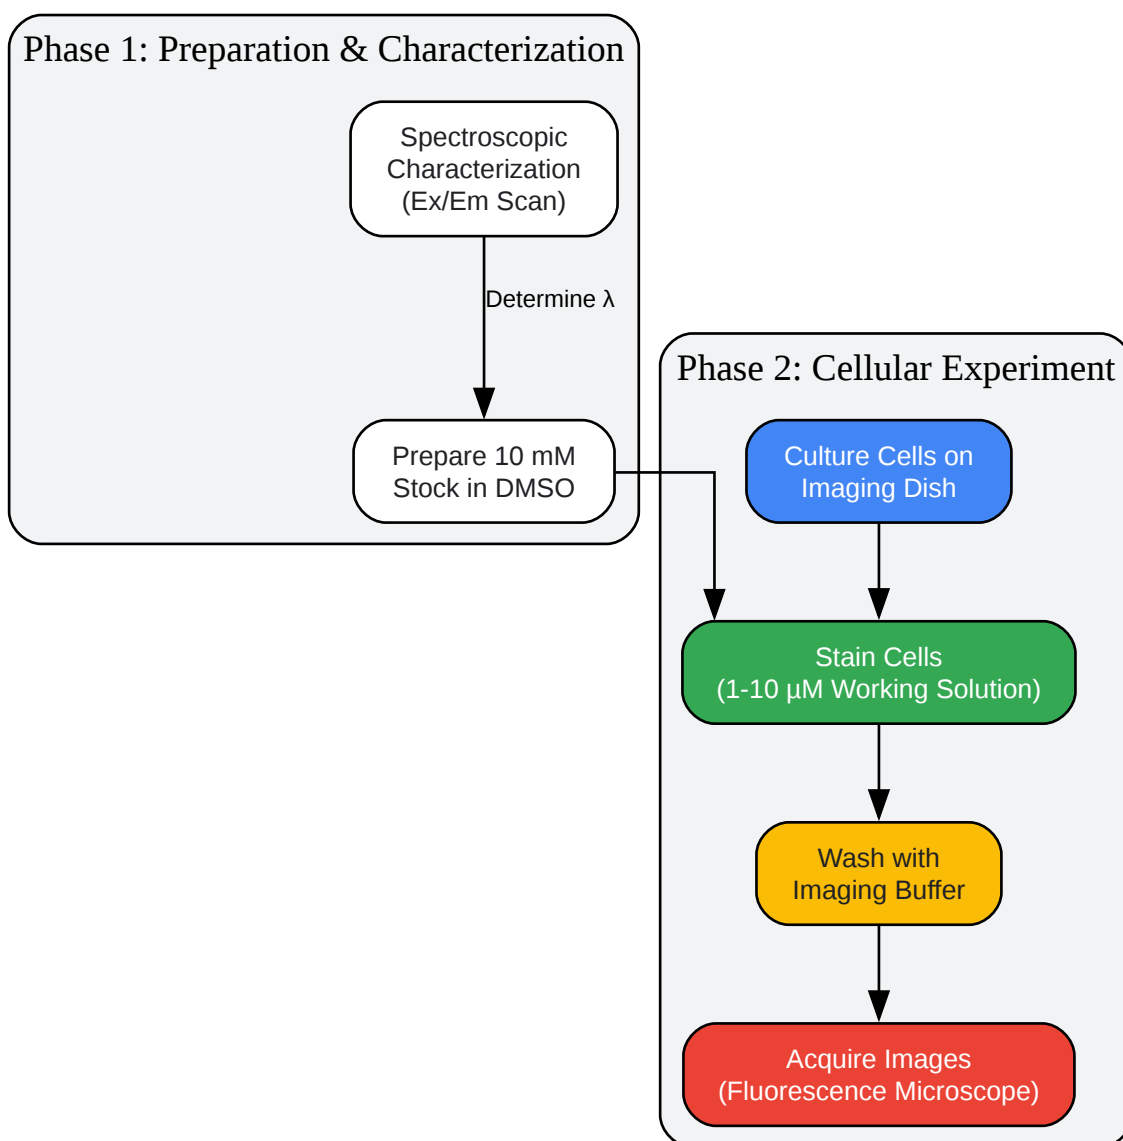 Phase 1: Preparation & Characterization
Spectroscopic
Characterization
(Ex/Em Scan)
Determine λ
Prepare 10 mM
Stock in DMSO
Phase 2: Cellular Experiment
Culture Cells on
Imaging Dish
Stain Cells
(1-10 µM Working Solution)
Wash with
Imaging Buffer
Acquire Images
(Fluorescence Microscope)